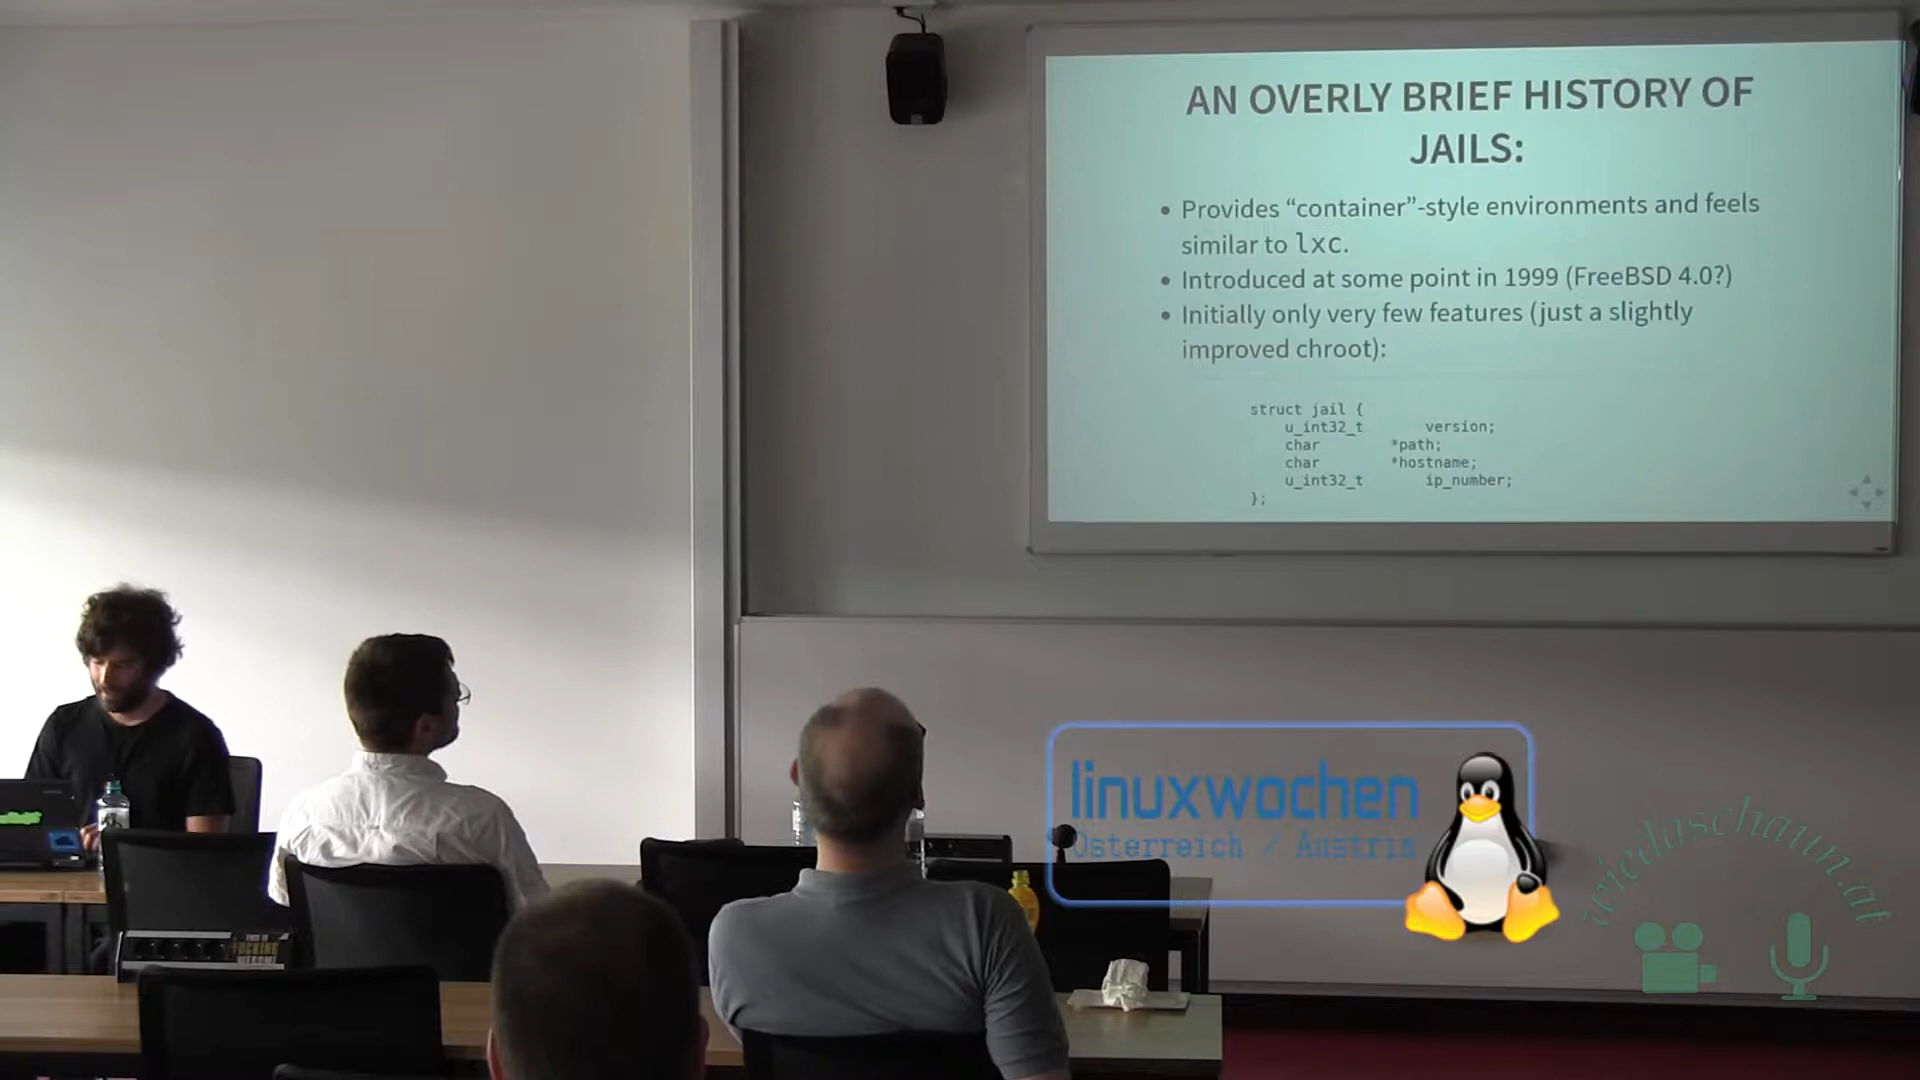 AN OVERLY BRIEF HISTORY OF
JAILS:
• Provides “container”-style environments and feels
similar to lxc.
• Introduced at some point in 1999 (FreeBSD 4.0?)
• Initially only very few features (just a slightly
improved chroot):
struct jail {
u_int32_t version;
char *path;
char *hostname;
u_int32_t ip_number;
};
linuxwochen
Österreich / Austria
wiedaschaun.at